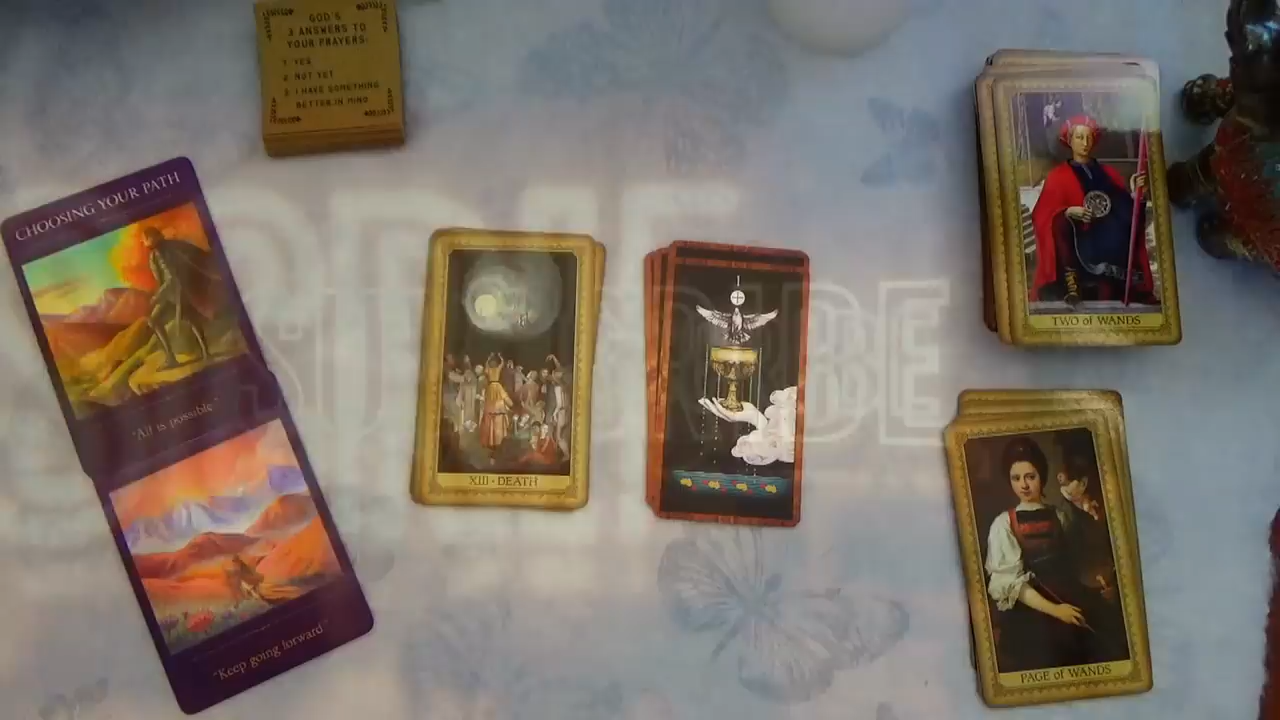 GOD'S
3 ANSWERS TO
YOUR PRAYERS:
1. YES
2. NOT YET
3. I HAVE SOMETHING
BETTER IN MIND
CHOOSING YOUR PATH
"All is possible"
"Keep going forward"
XIII • DEATH
I
TWO of WANDS
PAGE of WANDS
SUBSCRIBE